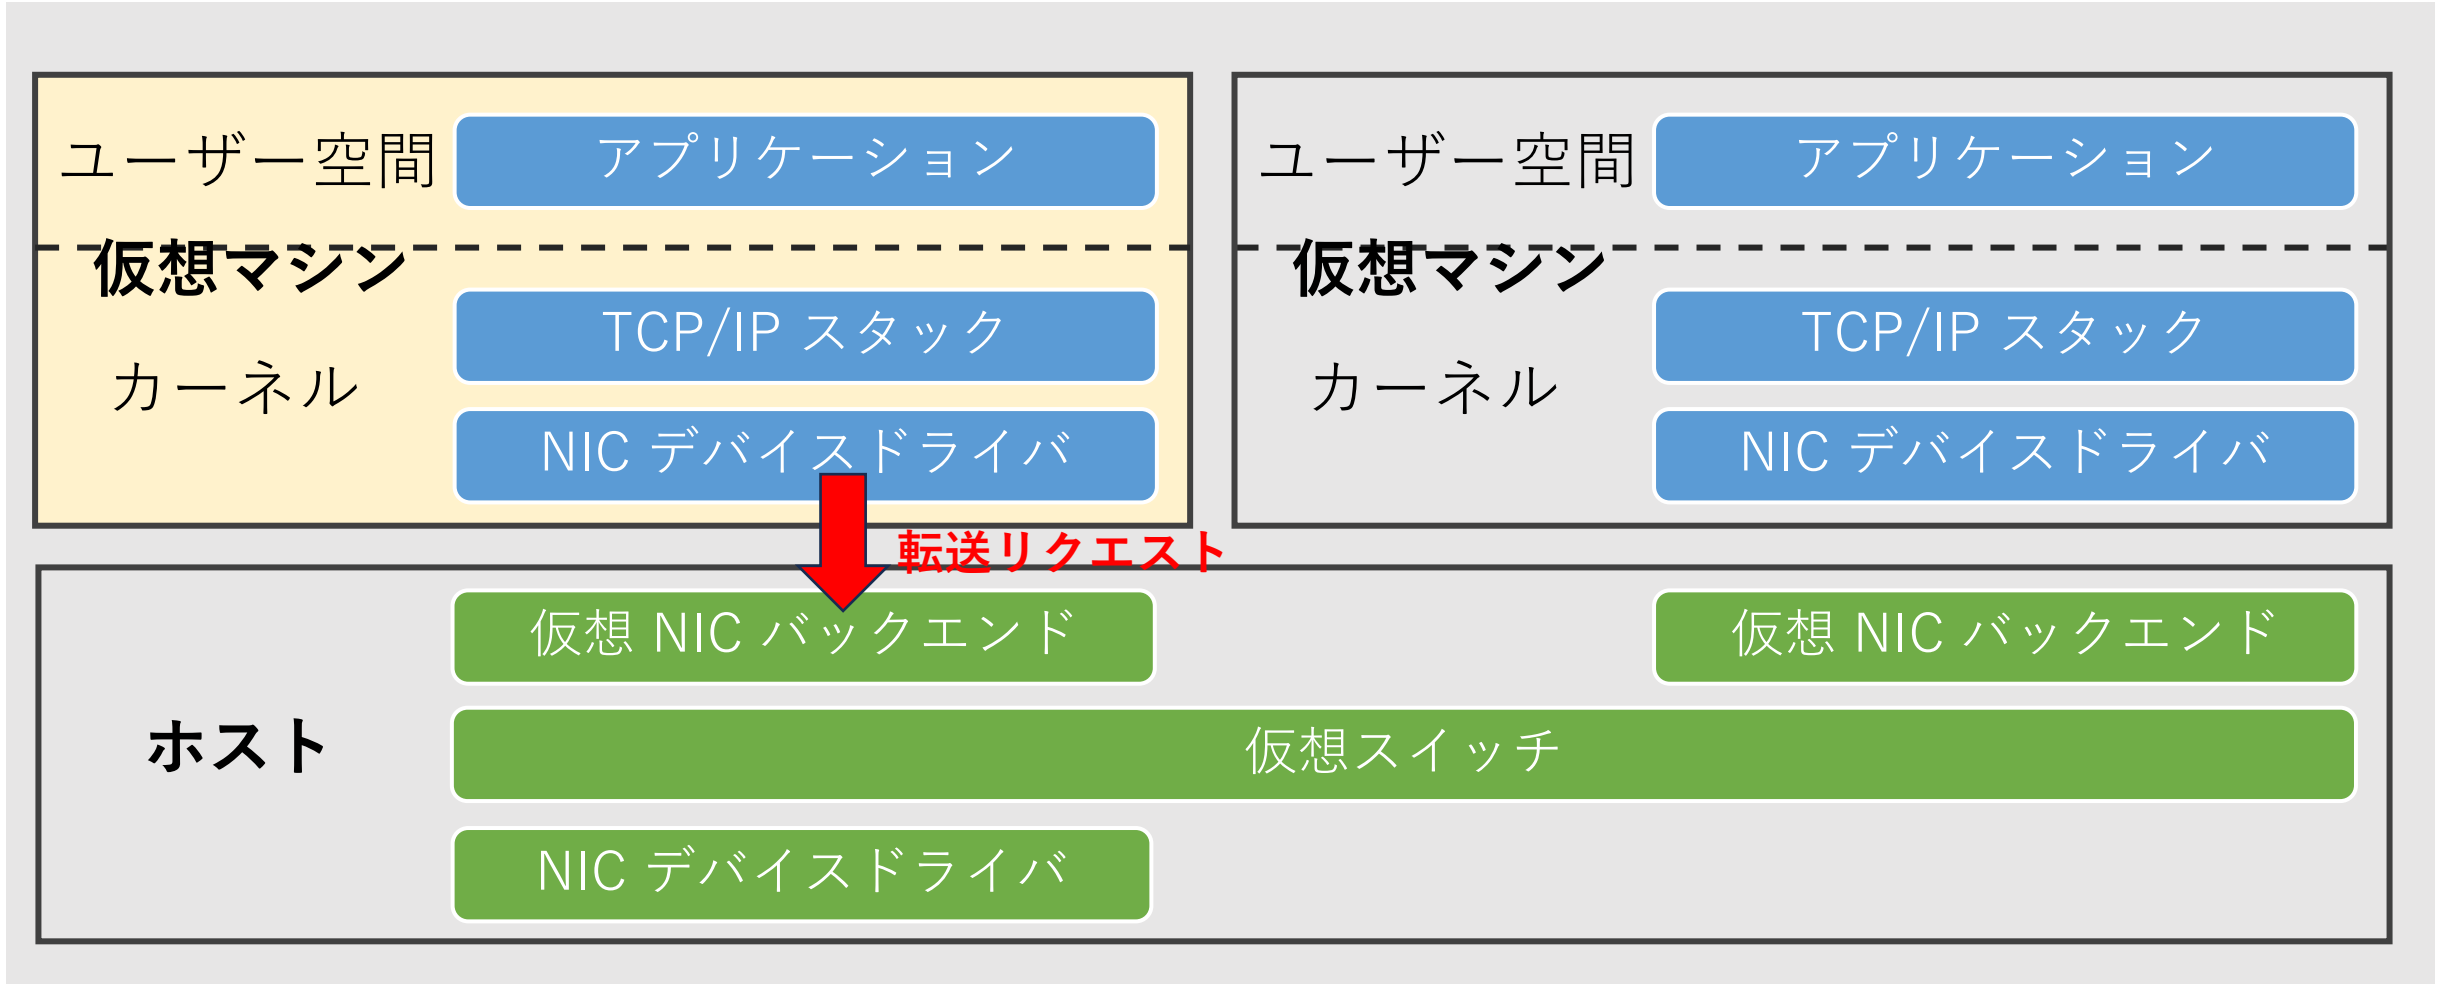 ユーザー空間
アプリケーション
仮想マシン
TCP/IP スタック
カーネル
NIC デバイスドライバ
ユーザー空間
アプリケーション
仮想マシン
TCP/IP スタック
カーネル
NIC デバイスドライバ
転送リクエスト
仮想 NIC バックエンド
仮想 NIC バックエンド
ホスト
仮想スイッチ
NIC デバイスドライバ